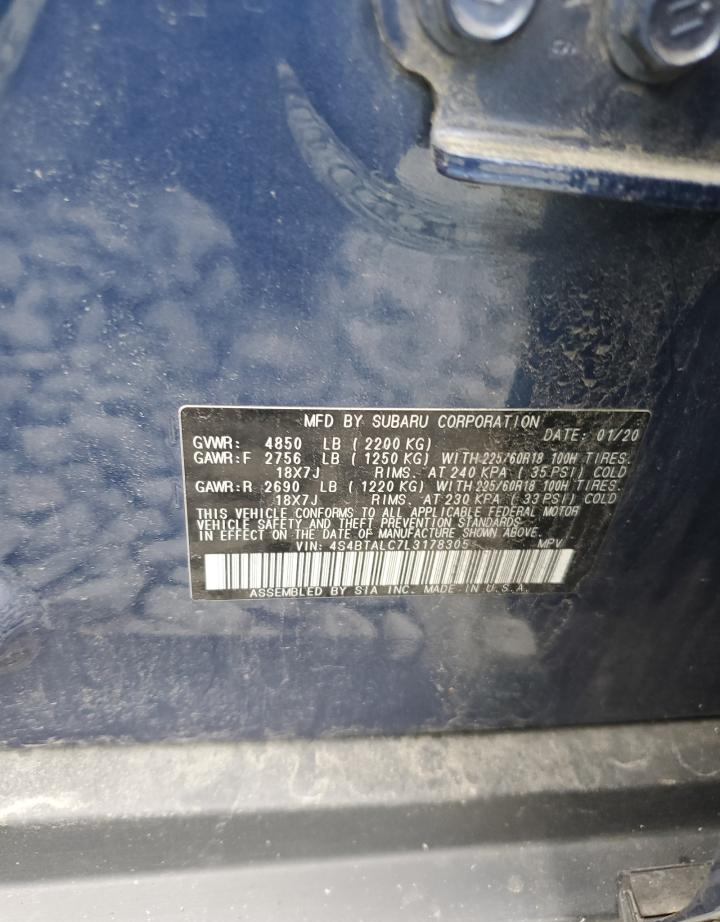 MFD BY SUBARU CORPORATION
DATE: 01/20
GVWR: 4850 LB (2200 KG)
GAWR:F 2756 LB (1250 KG) WITH 225/60R18 100H TIRES.
18X7J RIMS. AT 240 KPA (35 PSI) COLD
GAWR:R 2690 LB (1220 KG) WITH 225/60R18 100H TIRES.
18X7J RIMS. AT 230 KPA (33 PSI) COLD
THIS VEHICLE CONFORMS TO ALL APPLICABLE FEDERAL MOTOR
VEHICLE SAFETY AND THEFT PREVENTION STANDARDS
IN EFFECT ON THE DATE OF MANUFACTURE SHOWN ABOVE.
VIN: 4S4BTALC7L3178305 MPV
ASSEMBLED BY SIA INC. MADE IN U.S.A.